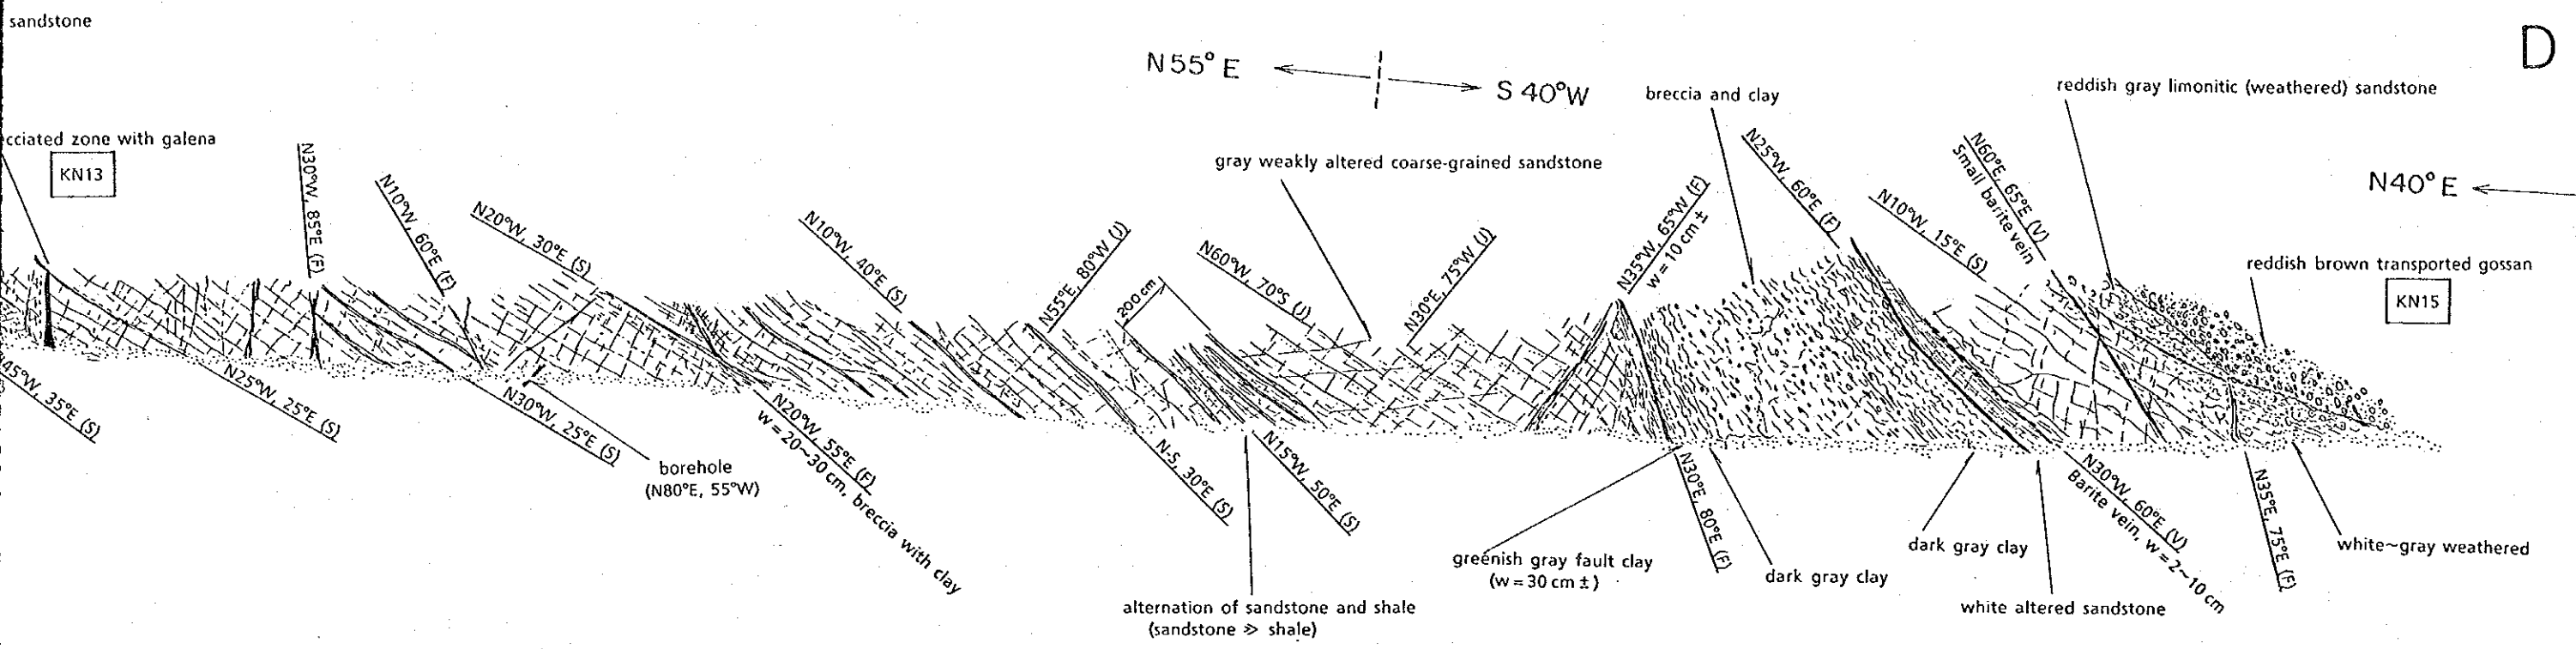 sandstone
D
N55°E
S 40°W
breccia and clay
reddish gray limonitic (weathered) sandstone
cciated zone with galena
KN13
gray weakly altered coarse-grained sandstone
N40°E
N30°W, 85°E (F)
N10°W, 60°E (F)
N20°W, 30°E (S)
N10°W, 40°E (S)
N55°E, 80°W (J)
200 cm
N60°W, 70°S (J)
N30°E, 75°W (J)
N35°W, 65°W (F)
w = 10 cm ±
N25°W, 60°E (F)
N10°W, 15°E (S)
N60°E, 65°E (V)
Small barite vein
reddish brown transported gossan
KN15
45°W, 35°E (S)
N25°W, 25°E (S)
N30°W, 25°E (S)
borehole
(N80°E, 55°W)
N20°W, 55°E (F)
w = 20~30 cm, breccia with clay
N-S, 30°E (S)
N15°W, 50°E (S)
alternation of sandstone and shale
(sandstone ≫ shale)
greenish gray fault clay
(w = 30 cm ±)
N30°E, 80°E (F)
dark gray clay
dark gray clay
white altered sandstone
N30°W, 60°E (V)
Barite vein, w = 2~10 cm
N35°E, 75°E (F)
white~gray weathered